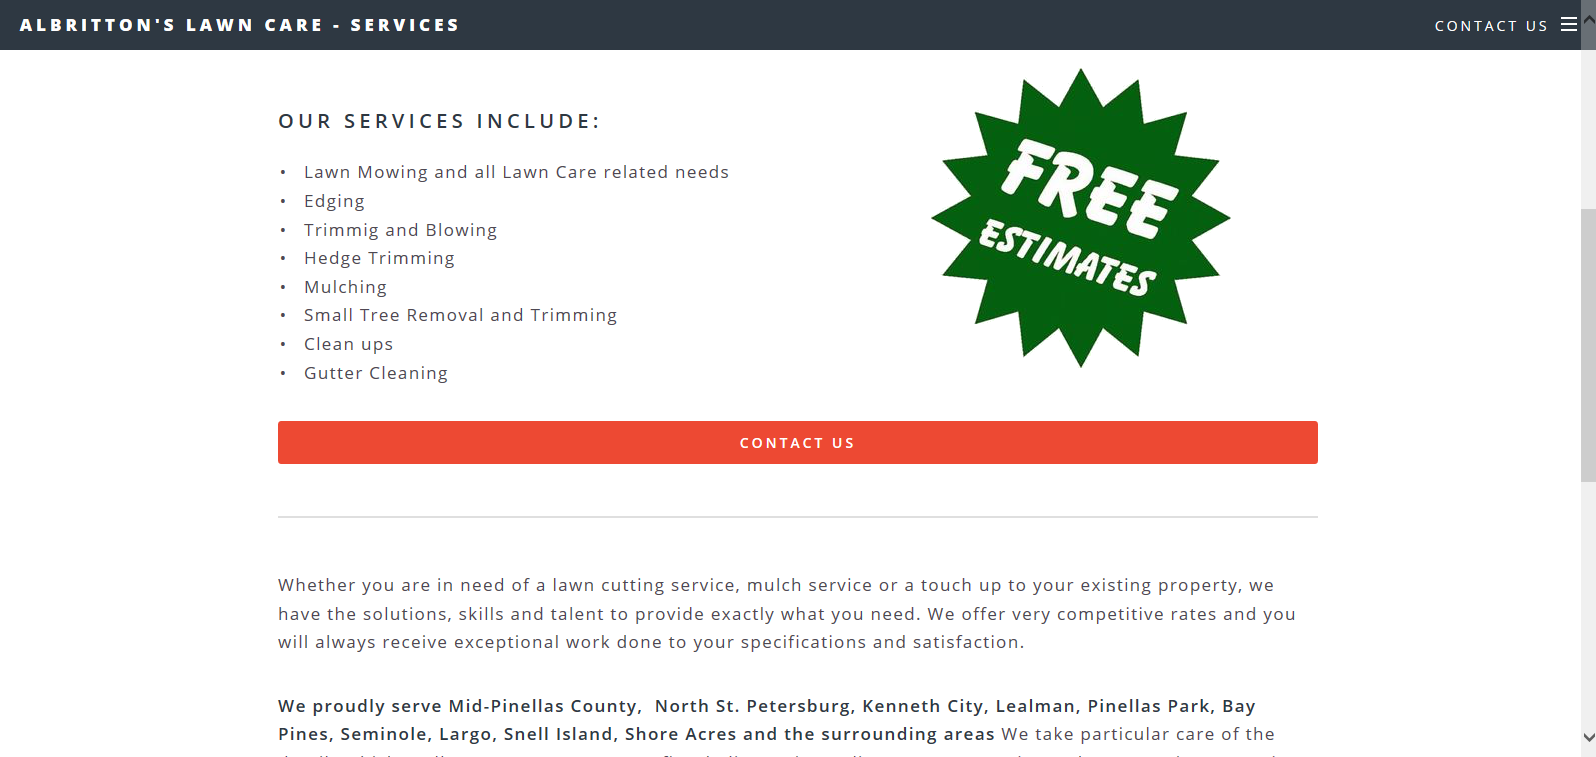 ALBRITTON'S LAWN CARE - SERVICES
CONTACT US
OUR SERVICES INCLUDE:
• Lawn Mowing and all Lawn Care related needs
• Edging
• Trimmig and Blowing
• Hedge Trimming
• Mulching
• Small Tree Removal and Trimming
• Clean ups
• Gutter Cleaning
FREE
ESTIMATES
CONTACT US
Whether you are in need of a lawn cutting service, mulch service or a touch up to your existing property, we
have the solutions, skills and talent to provide exactly what you need. We offer very competitive rates and you
will always receive exceptional work done to your specifications and satisfaction.
We proudly serve Mid-Pinellas County,  North St. Petersburg, Kenneth City, Lealman, Pinellas Park, Bay
Pines, Seminole, Largo, Snell Island, Shore Acres and the surrounding areas We take particular care of the